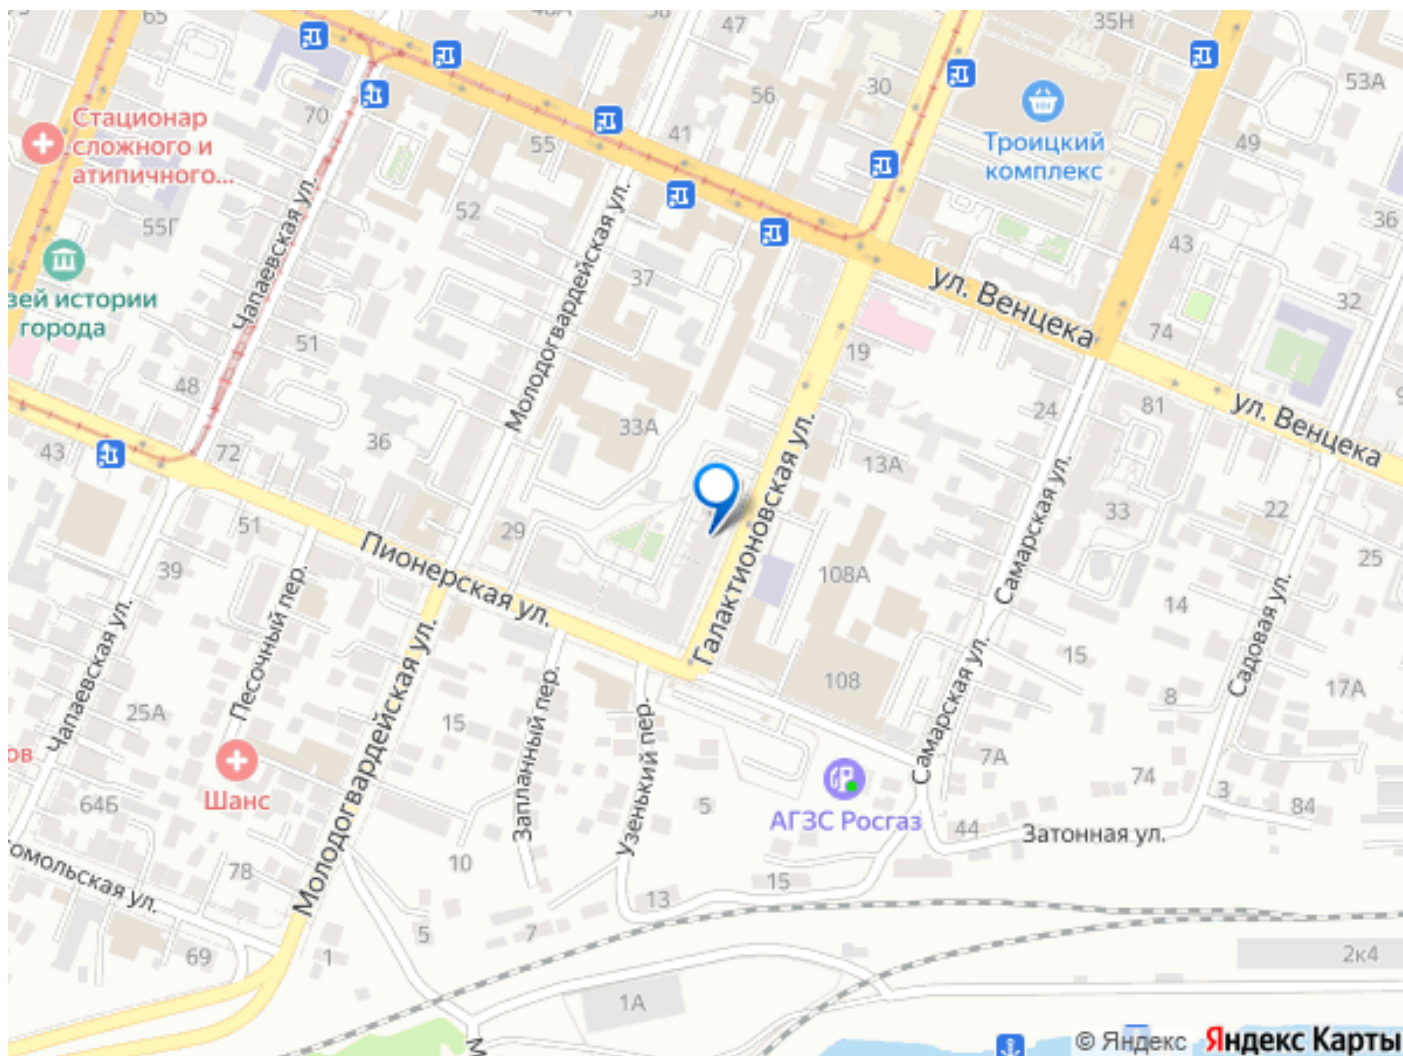 65
48А
47
35Н
53А
70
55
41
56
30
49
Стационар
сложного и
атипичного...
Троицкий
комплекс
Чапаевская ул.
52
Молодогвардейская ул.
55Г
36
43
37
ул. Венцека
зей истории
города
32
74
51
19
48
24
81
ул. Венцека
43
72
36
33А
13А
Галактионовская ул.
Самарская ул.
33
22
51
29
Пионерская ул.
25
39
108А
14
Песочный пер.
Чапаевская ул.
15
Садовая ул.
108
8
17А
25А
15
Молодогвардейская ул.
Запланный пер.
узенький пер.
Самарская ул.
7А
74
ов
Шанс
64Б
5
АГЗС Росгаз
3
84
44
Затонная ул.
омольская ул.
78
10
15
13
5
7
69
1
2к4
1А
М
© Яндекс Яндекс Карты